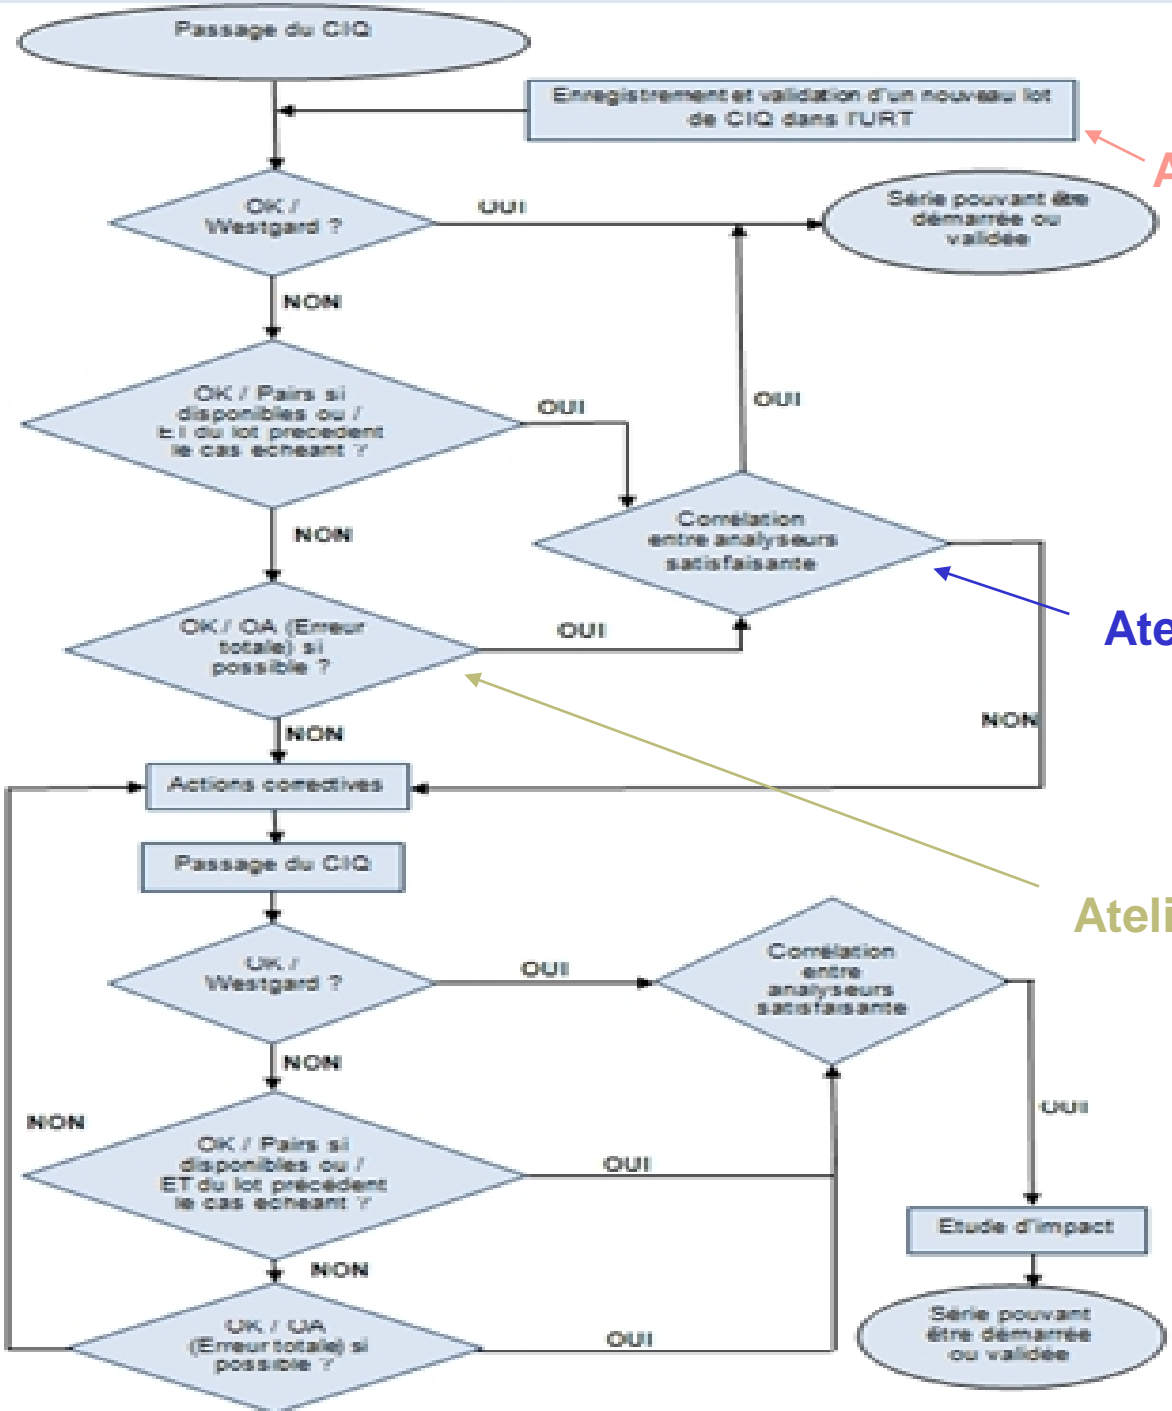 Passage du CIQ
Enregistrement et validation d'un nouveau lot
de CIQ dans l'URT
A
OK /
Westgard ?
OUI
Série pouvant être
démarrée ou
validée
NON
OK / Pairs si
disponibles ou /
ET du lot précédent
le cas echeant ?
OUI
OUI
Corrélation
entre analyseurs
satisfaisante
NON
OK / OA (Erreur
totale) si
possible ?
OUI
Ate
NON
NON
Actions correctives
Passage du CIQ
Ateli
OK /
Westgard ?
OUI
Corrélation
entre
analyseurs
satisfaisante
NON
NON
OUI
OK / Pairs si
disponibles ou /
ET du lot précédent
le cas echeant ?
OUI
Etude d'impact
NON
OK / OA
(Erreur totale) si
possible ?
OUI
Série pouvant
être démarrée
ou validée